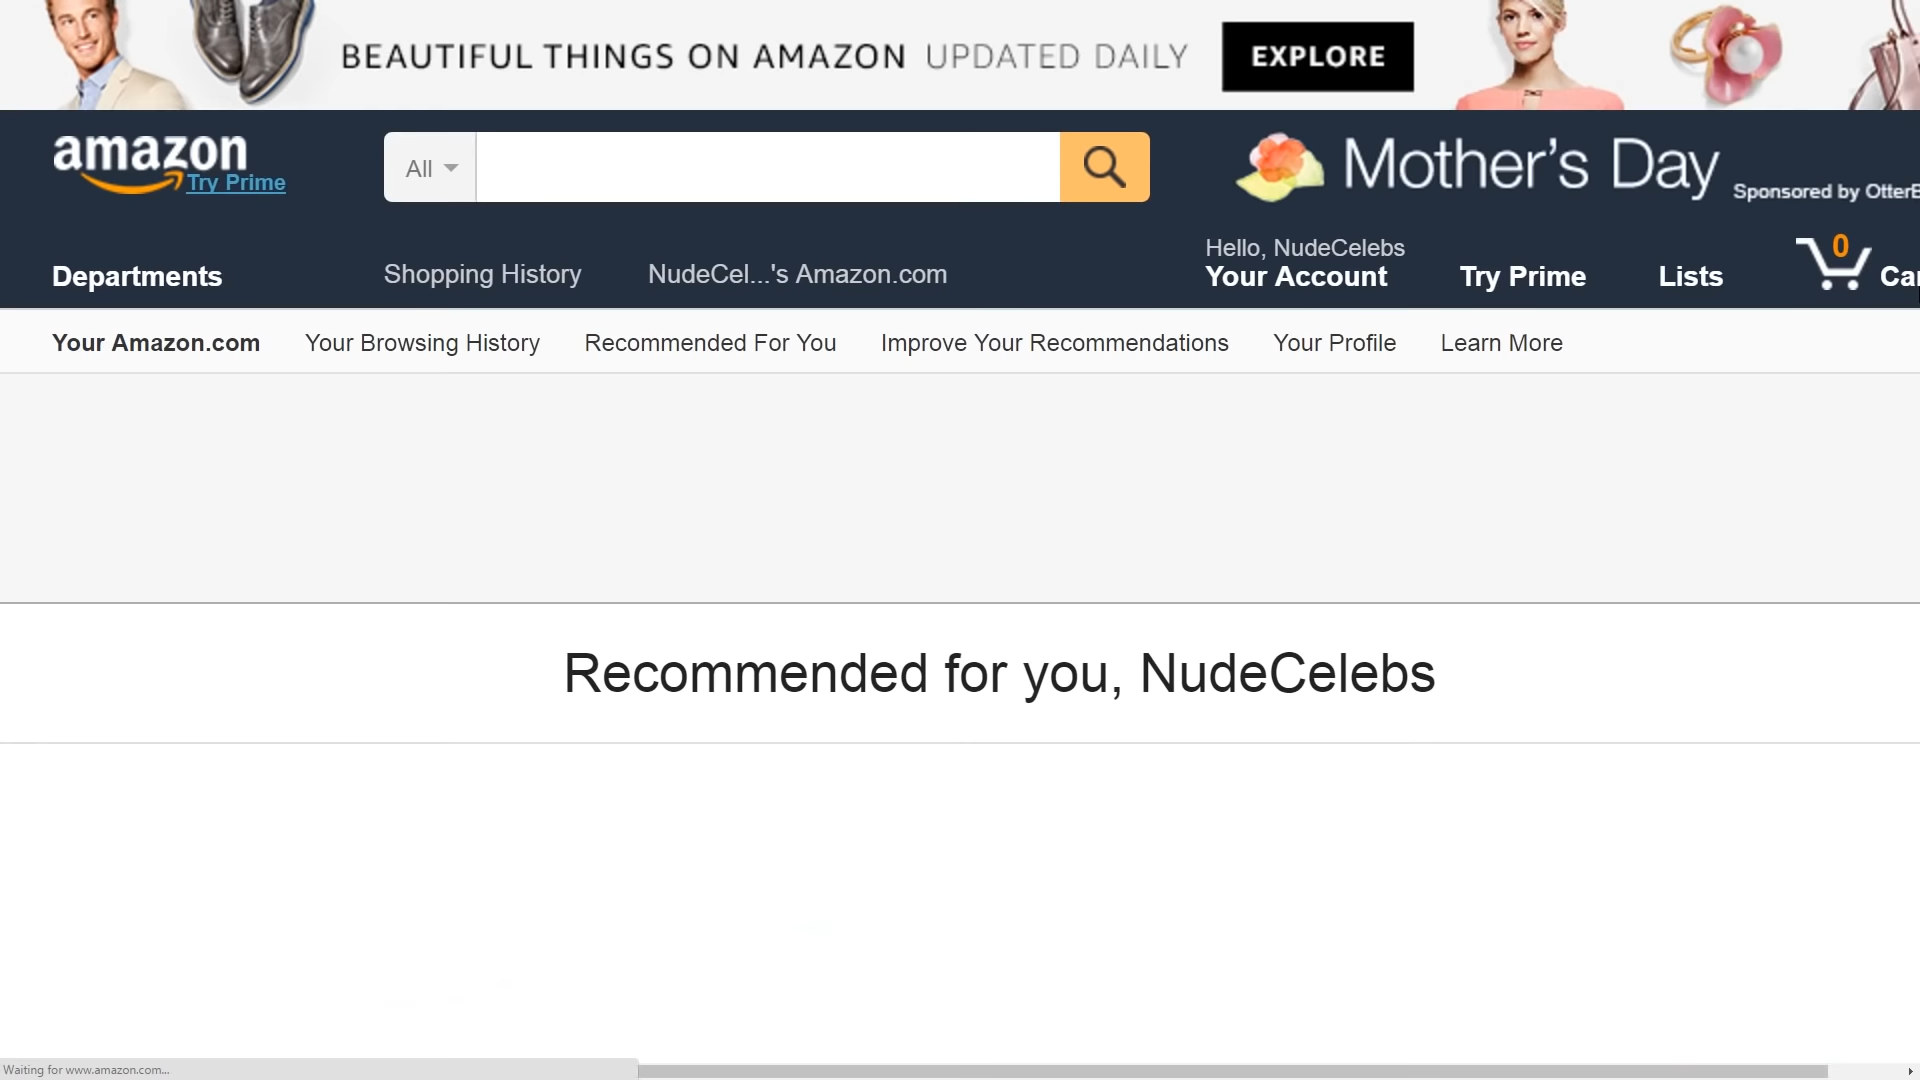 BEAUTIFUL THINGS ON AMAZON UPDATED DAILY EXPLORE
amazon Try Prime
All
Mother's Day
Sponsored by Otter
Departments
Shopping History
NudeCel...'s Amazon.com
Hello, NudeCelebs
Your Account
Try Prime
Lists
0
Your Amazon.com
Your Browsing History
Recommended For You
Improve Your Recommendations
Your Profile
Learn More
Recommended for you, NudeCelebs
Waiting for www.amazon.com...